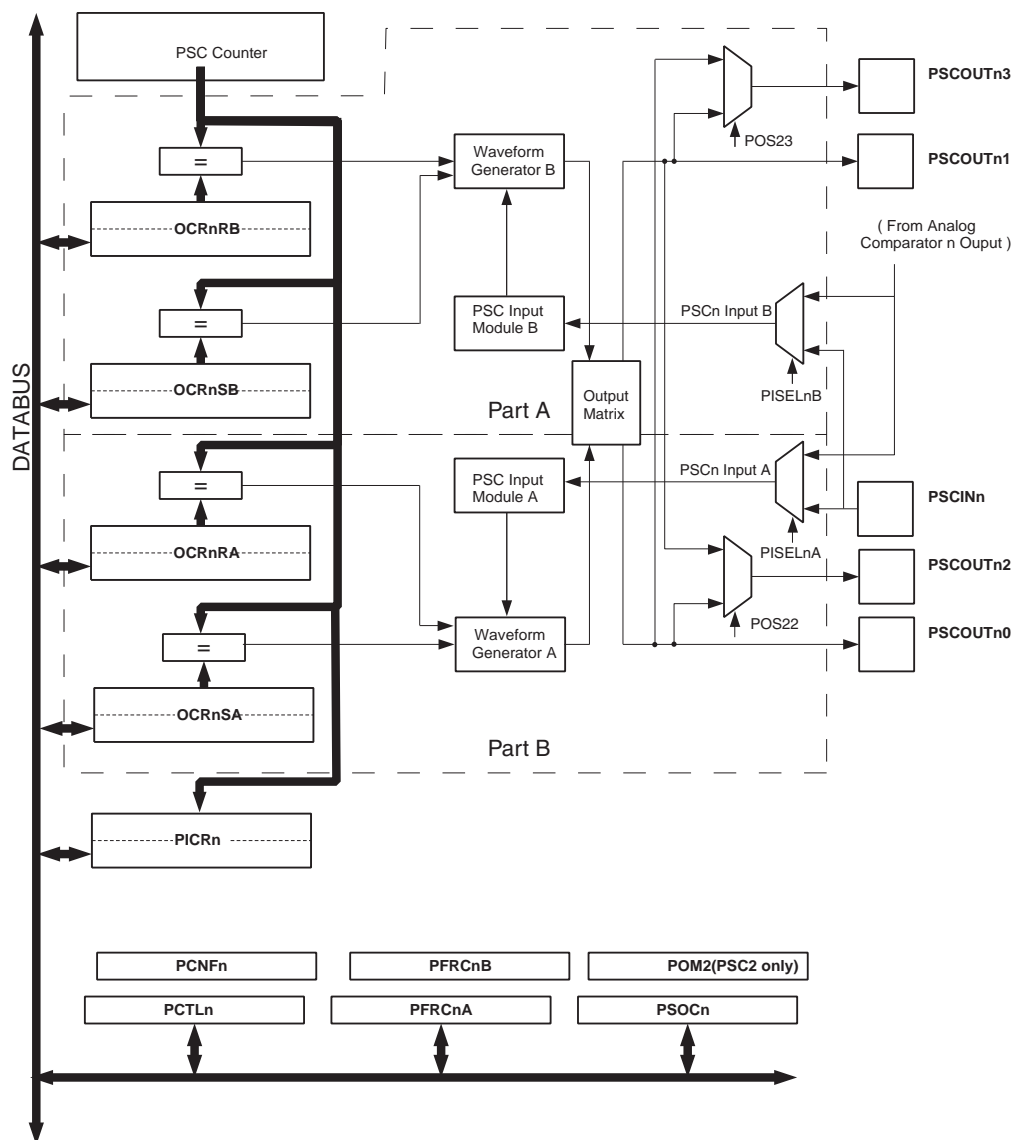 PSC Counter
PSCOUTn3
POS23
=
Waveform
Generator B
PSCOUTn1
OCRnRB
( From Analog
Comparator n Ouput )
=
PSC Input
Module B
PSCn Input B
OCRnSB
PISELnB
Output
Matrix
Part A
DATABUS
=
PSC Input
Module A
PSCn Input A
PSCINn
OCRnRA
PISELnA
PSCOUTn2
POS22
=
Waveform
Generator A
PSCOUTn0
OCRnSA
Part B
PICRn
PCNFn
PFRCnB
POM2(PSC2 only)
PCTLn
PFRCnA
PSOCn